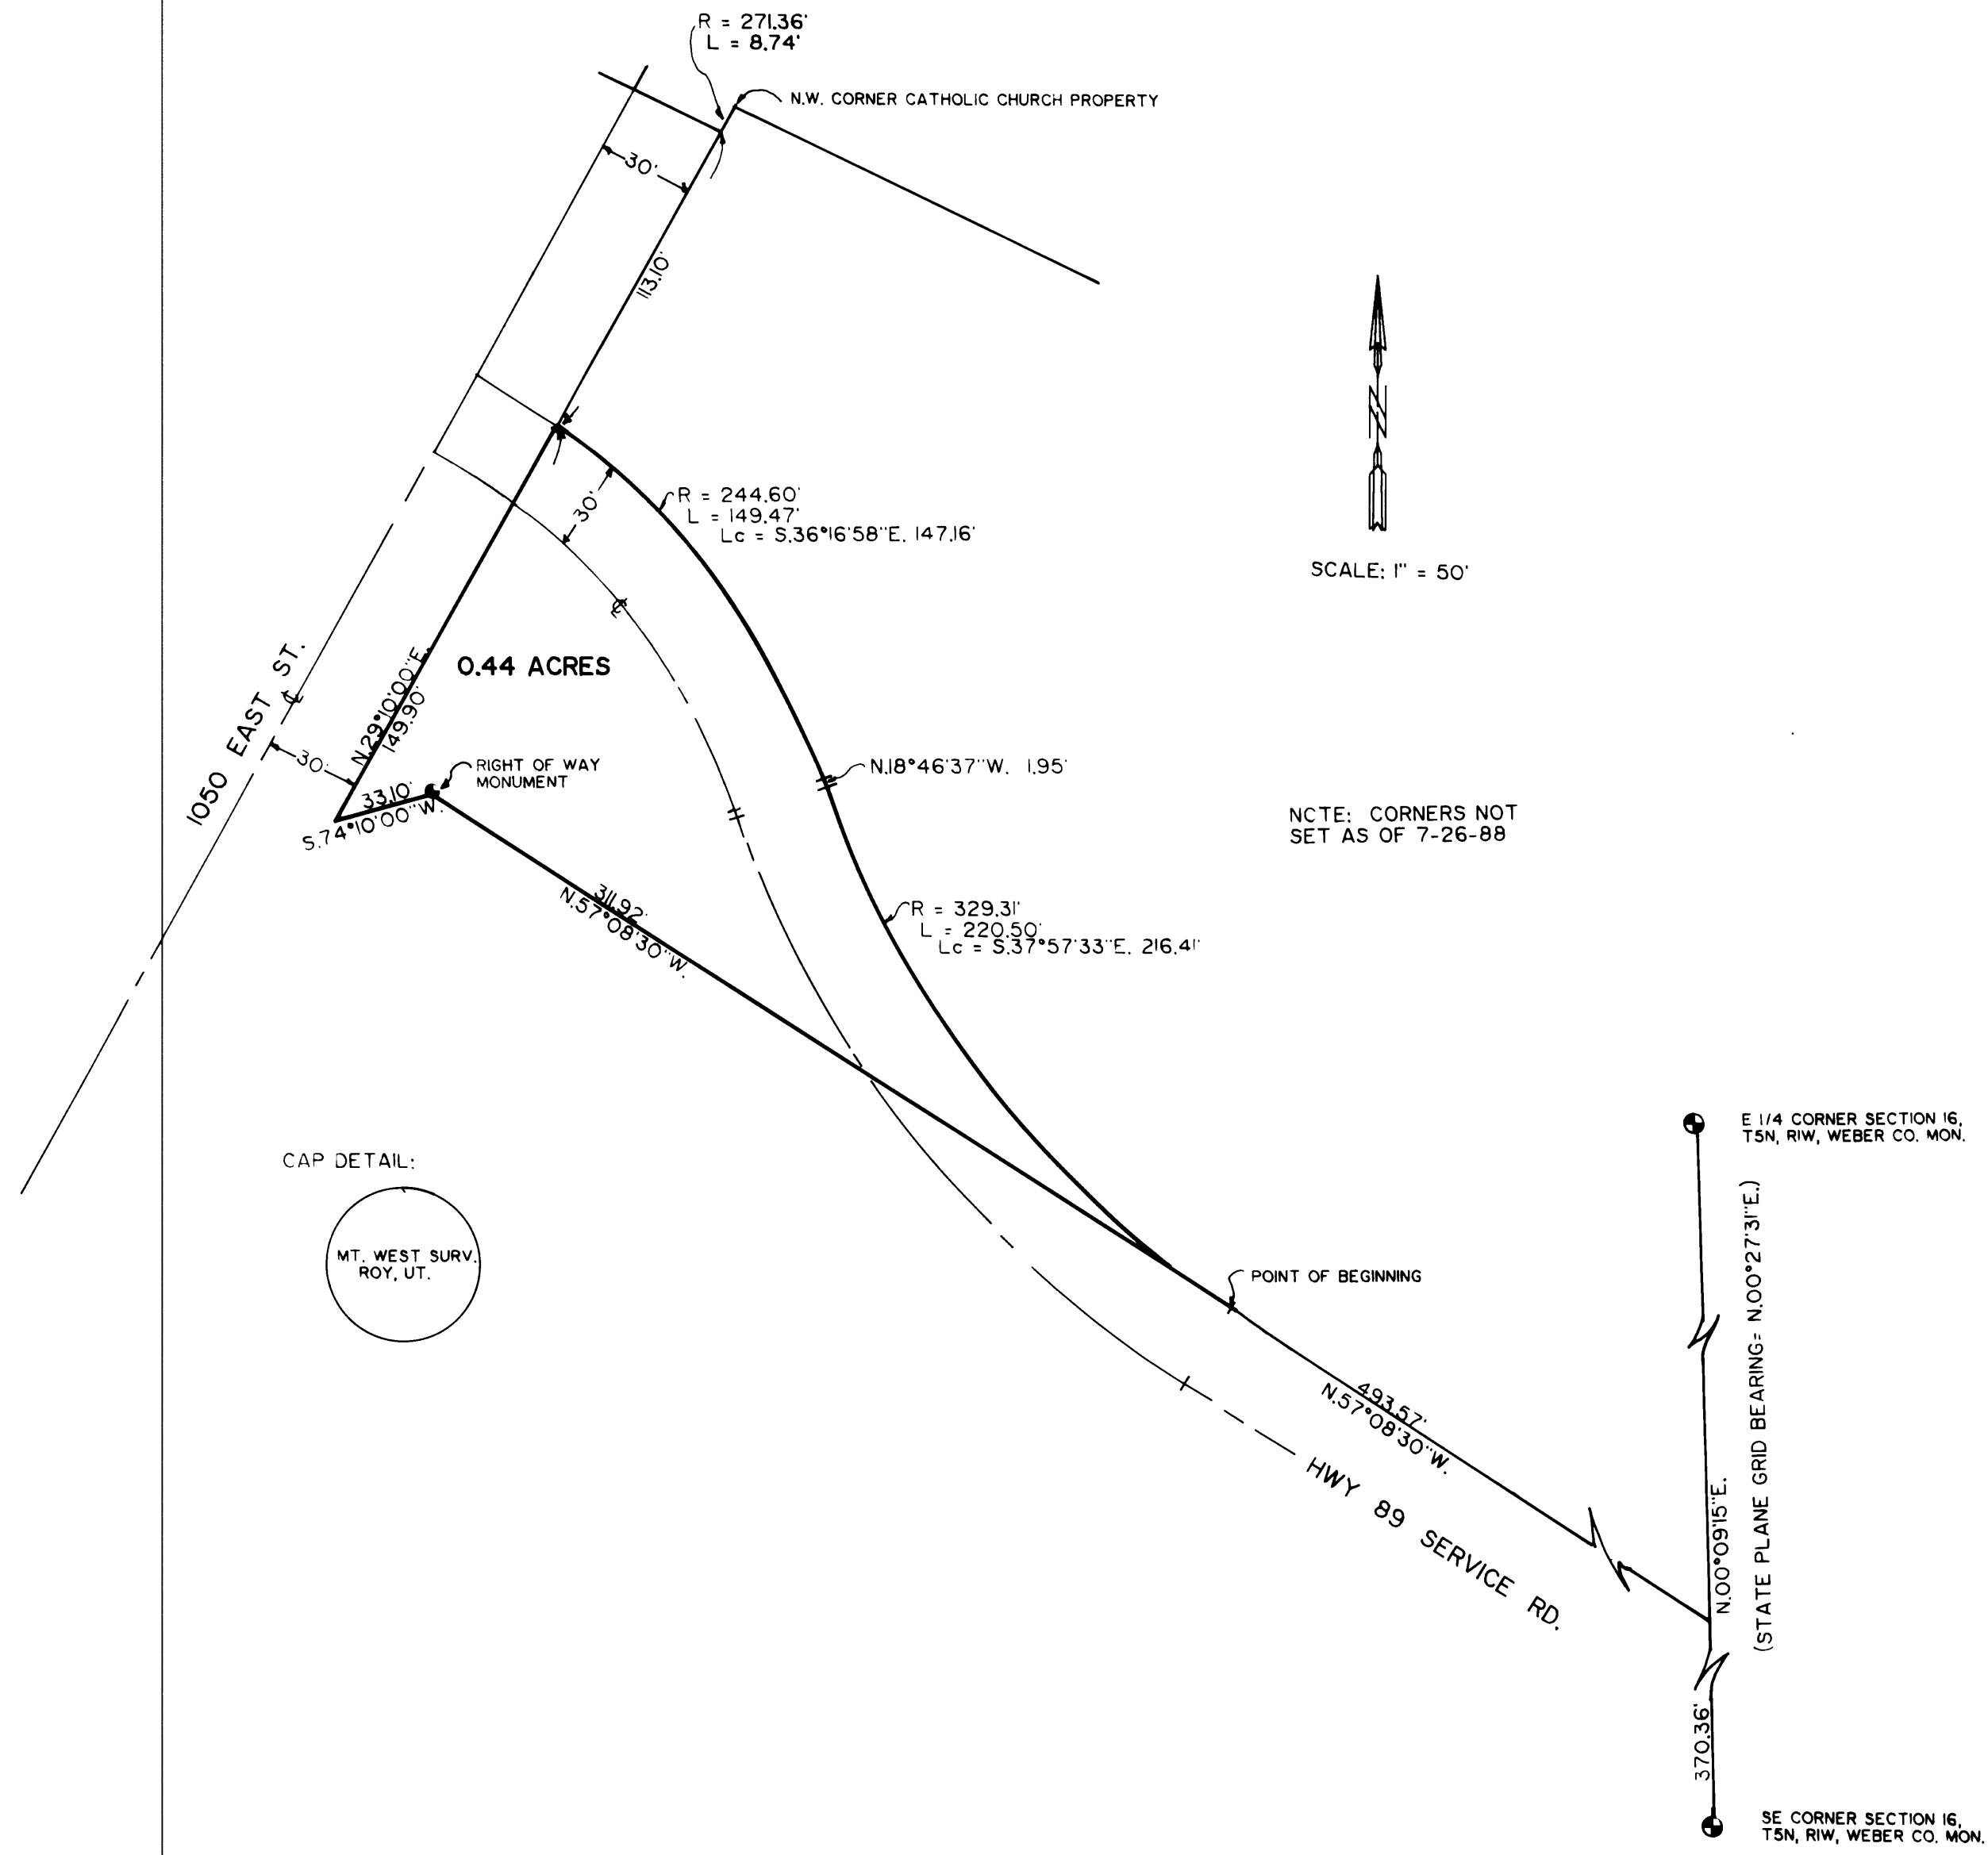 R = 271.36'
L = 8.74'
N.W. CORNER CATHOLIC CHURCH PROPERTY
30'
113.10'
R = 244.60'
L = 149.47'
Lc = S.36°16'58"E. 147.16'
30'
N
SCALE: 1" = 50'
0.44 ACRES
1050 EAST ST.
N.29°10'00"E.
149.90'
30'
RIGHT OF WAY
MONUMENT
33.10'
S.74°10'00"W.
N.18°46'37"W. 1.95'
NOTE: CORNERS NOT
SET AS OF 7-26-88
311.92'
N.57°08'30"W.
R = 329.31'
L = 220.50'
Lc = S.37°57'33"E. 216.41'
E 1/4 CORNER SECTION 16,
T5N, R1W, WEBER CO. MON.
CAP DETAIL:
MT. WEST SURV.
ROY, UT.
POINT OF BEGINNING
493.57'
N.57°08'30"W.
HWY 89 SERVICE RD.
N.00°09'15"E.
(STATE PLANE GRID BEARING= N.00°27'31"E.)
370.36'
SE CORNER SECTION 16,
T5N, R1W, WEBER CO. MON.